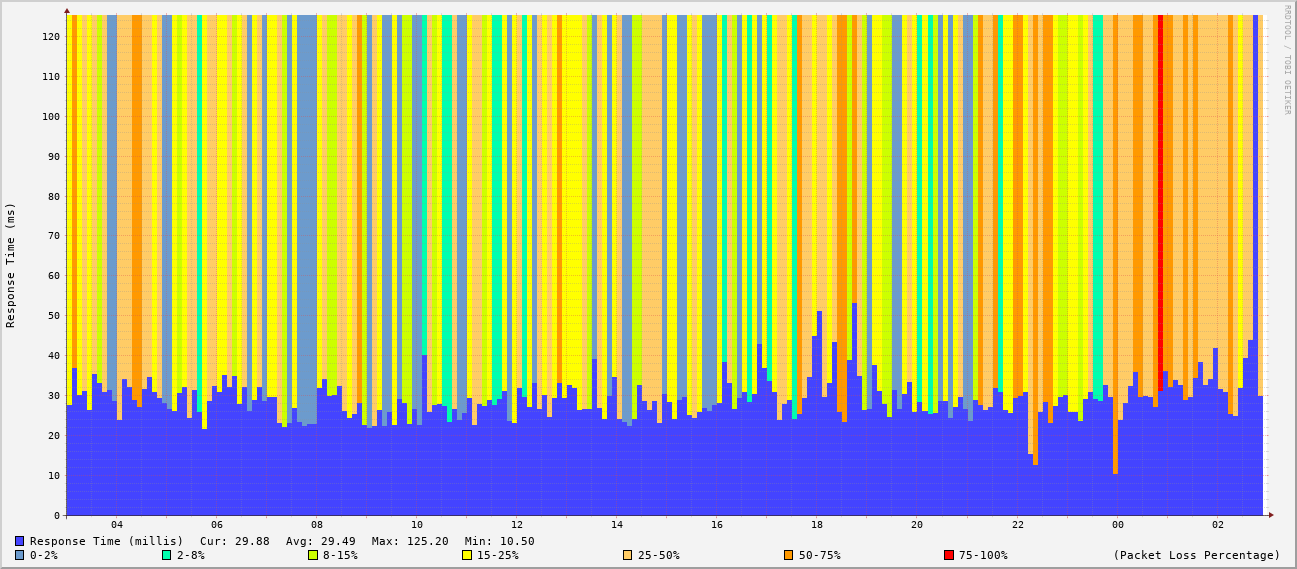 RRDTOOL / TOBI OETIKER
Response Time (ms)
120
110
100
90
80
70
60
50
40
30
20
10
0
04 06 08 10 12 14 16 18 20 22 00 02
Response Time (millis) Cur: 29.88 Avg: 29.49 Max: 125.20 Min: 10.50
0-2% 2-8% 8-15% 15-25% 25-50% 50-75% 75-100% (Packet Loss Percentage)